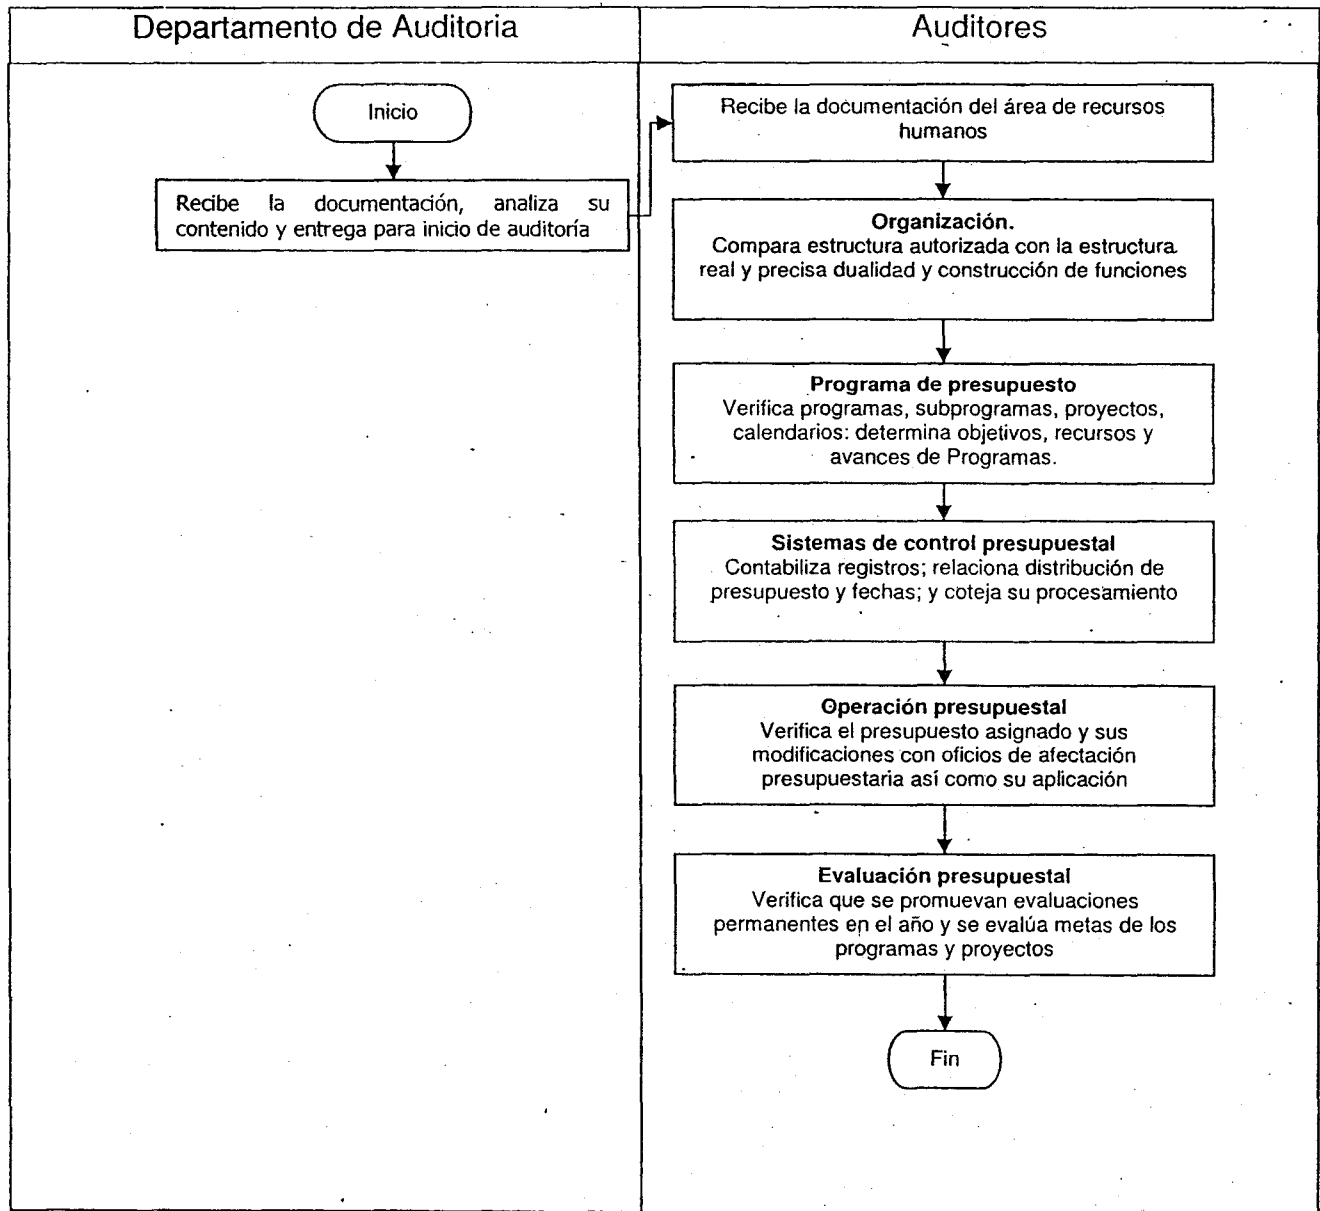 Departamento de Auditoria
Auditores
Inicio
Recibe la documentación, analiza su
contenido y entrega para inicio de auditoría
Recibe la documentación del área de recursos
humanos
Organización.
Compara estructura autorizada con la estructura
real y precisa dualidad y construcción de funciones
Programa de presupuesto
Verifica programas, subprogramas, proyectos,
calendarios: determina objetivos, recursos y
avances de Programas.
Sistemas de control presupuestal
Contabiliza registros; relaciona distribución de
presupuesto y fechas; y coteja su procesamiento
Operación presupuestal
Verifica el presupuesto asignado y sus
modificaciones con oficios de afectación
presupuestaria así como su aplicación
Evaluación presupuestal
Verifica que se promuevan evaluaciones
permanentes en el año y se evalúa metas de los
programas y proyectos
Fin